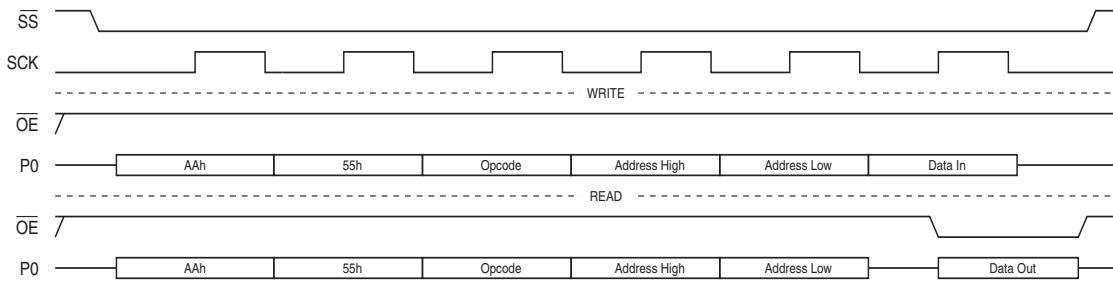 SS
SCK
WRITE
OE
P0 AAh 55h Opcode Address High Address Low Data In
READ
OE
P0 AAh 55h Opcode Address High Address Low Data Out